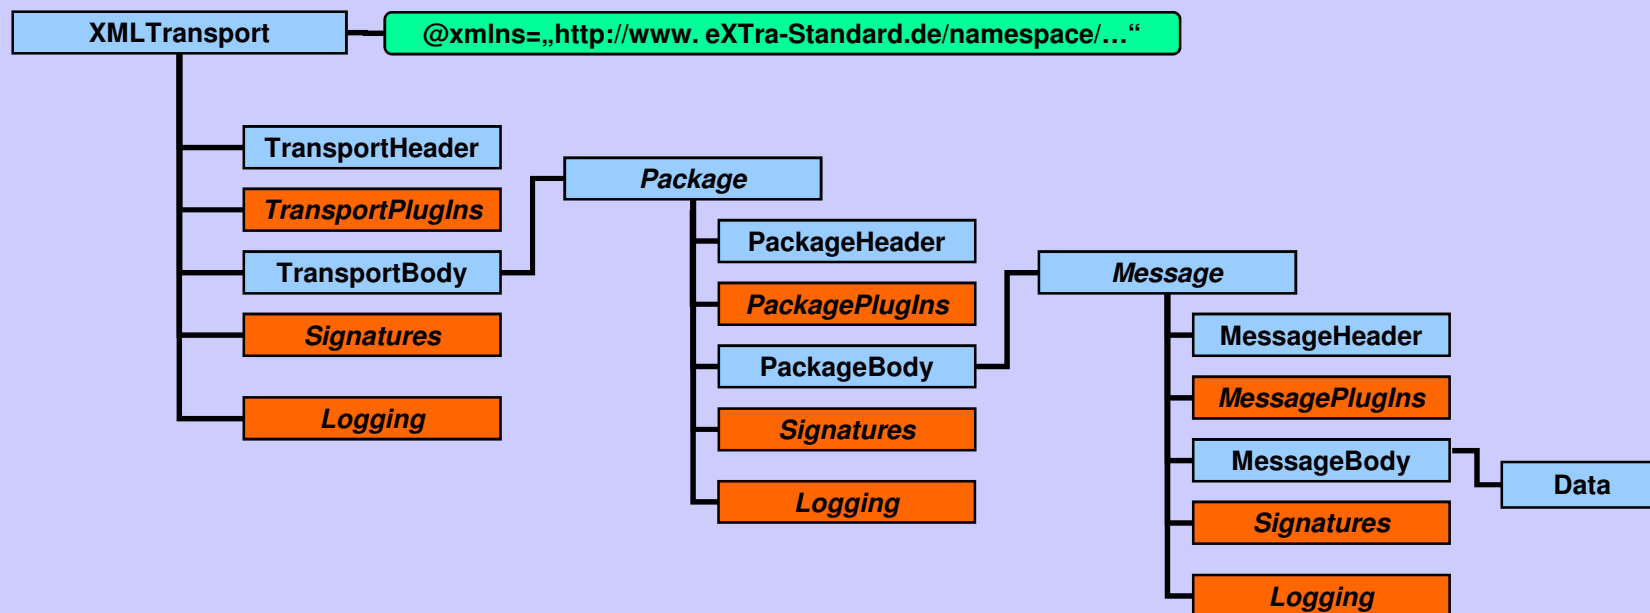 XMLTransport
@xmlns=„http://www. eXTra-Standard.de/namespace/…“
TransportHeader
TransportPlugIns
TransportBody
Signatures
Logging
Package
PackageHeader
PackagePlugIns
PackageBody
Signatures
Logging
Message
MessageHeader
MessagePlugIns
MessageBody
Signatures
Logging
Data